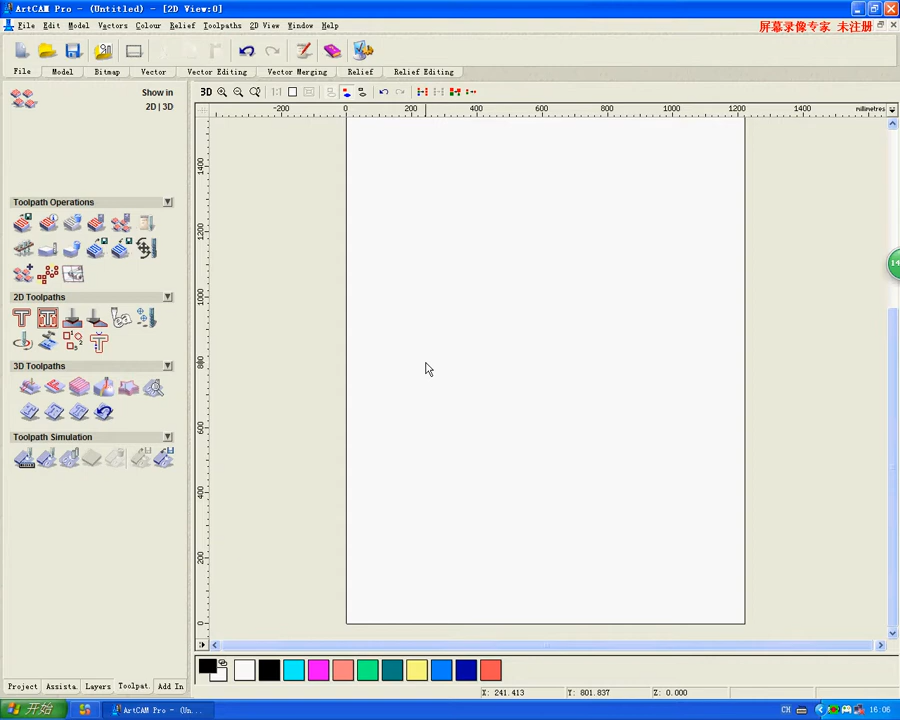 ArtCAM Pro - (Untitled) - [2D View:0]
File Edit Model Vectors Colour Relief Toolpaths 2D View Window Help
屏幕录像专家 未注册
File Model Bitmap Vector Vector Editing Vector Merging Relief Relief Editing
Show in
2D | 3D
3D 1:1
-200 0 200 400 600 800 1000 1200 1400 millimetres
1400
1200
1000
800
600
400
200
0
Toolpath Operations
2D Toolpaths
3D Toolpaths
Toolpath Simulation
14
Project Assista. Layers Toolpat. Add In
X: 241.413 Y: 801.837 Z: 0.000
开始 ArtCAM Pro - (Un... CH 16:06